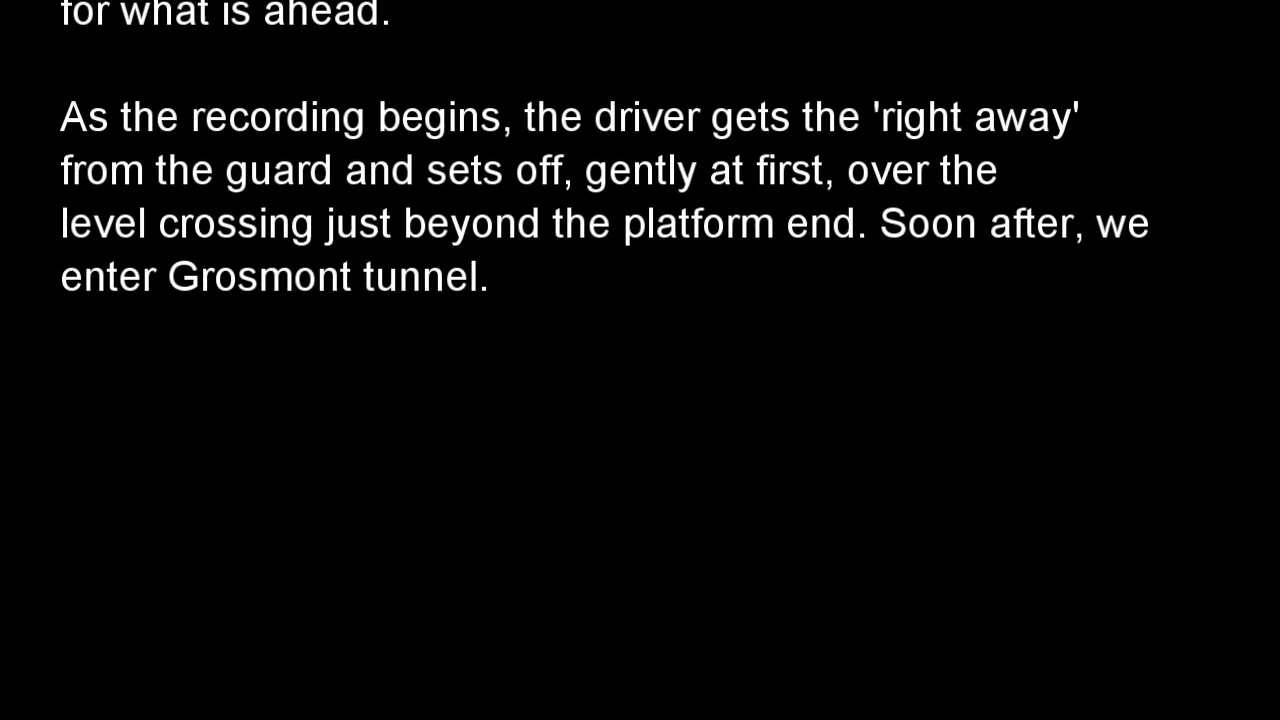 for what is ahead.
As the recording begins, the driver gets the 'right away'
from the guard and sets off, gently at first, over the
level crossing just beyond the platform end. Soon after, we
enter Grosmont tunnel.